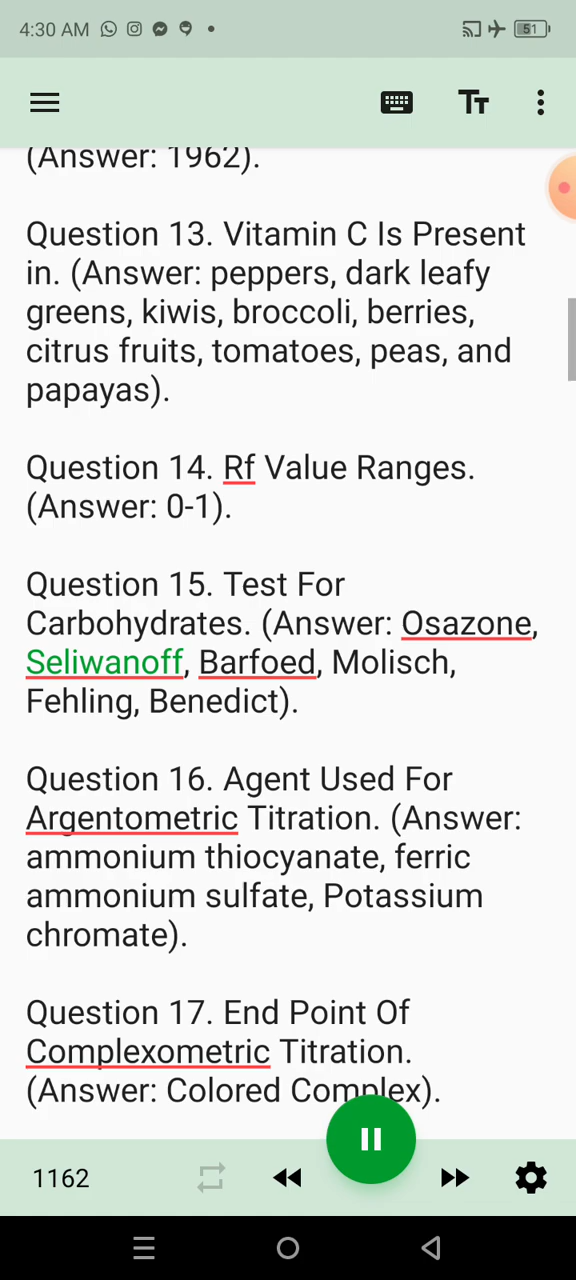 4:30 AM
51
(Answer: 1962).
Question 13. Vitamin C Is Present
in. (Answer: peppers, dark leafy
greens, kiwis, broccoli, berries,
citrus fruits, tomatoes, peas, and
papayas).
Question 14. Rf Value Ranges.
(Answer: 0-1).
Question 15. Test For
Carbohydrates. (Answer: Osazone,
Seliwanoff, Barfoed, Molisch,
Fehling, Benedict).
Question 16. Agent Used For
Argentometric Titration. (Answer:
ammonium thiocyanate, ferric
ammonium sulfate, Potassium
chromate).
Question 17. End Point Of
Complexometric Titration.
(Answer: Colored Complex).
1162